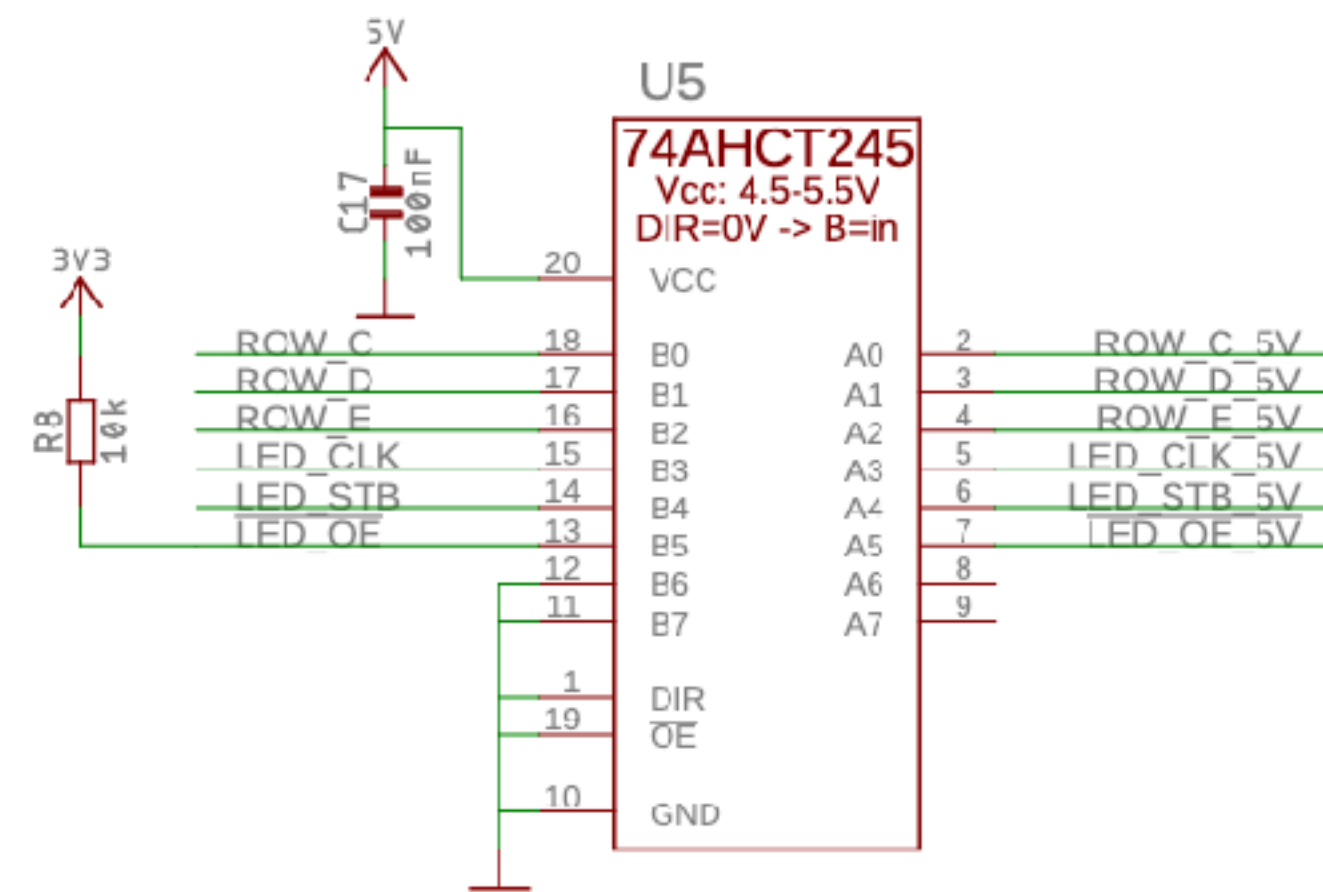 5V
U5
74AHCT245
Vcc: 4.5-5.5V
DIR=0V -> B=in
C17
100nF
3V3
R8
10k
20 VCC
ROW_C 18 B0 A0 2 ROW_C_5V
ROW_D 17 B1 A1 3 ROW_D_5V
ROW_E 16 B2 A2 4 ROW_E_5V
LED_CLK 15 B3 A3 5 LED_CLK_5V
LED_STB 14 B4 A4 6 LED_STB_5V
LED_OE 13 B5 A5 7 LED_OE_5V
12 B6 A6 8
11 B7 A7 9
1 DIR
19 OE
10 GND